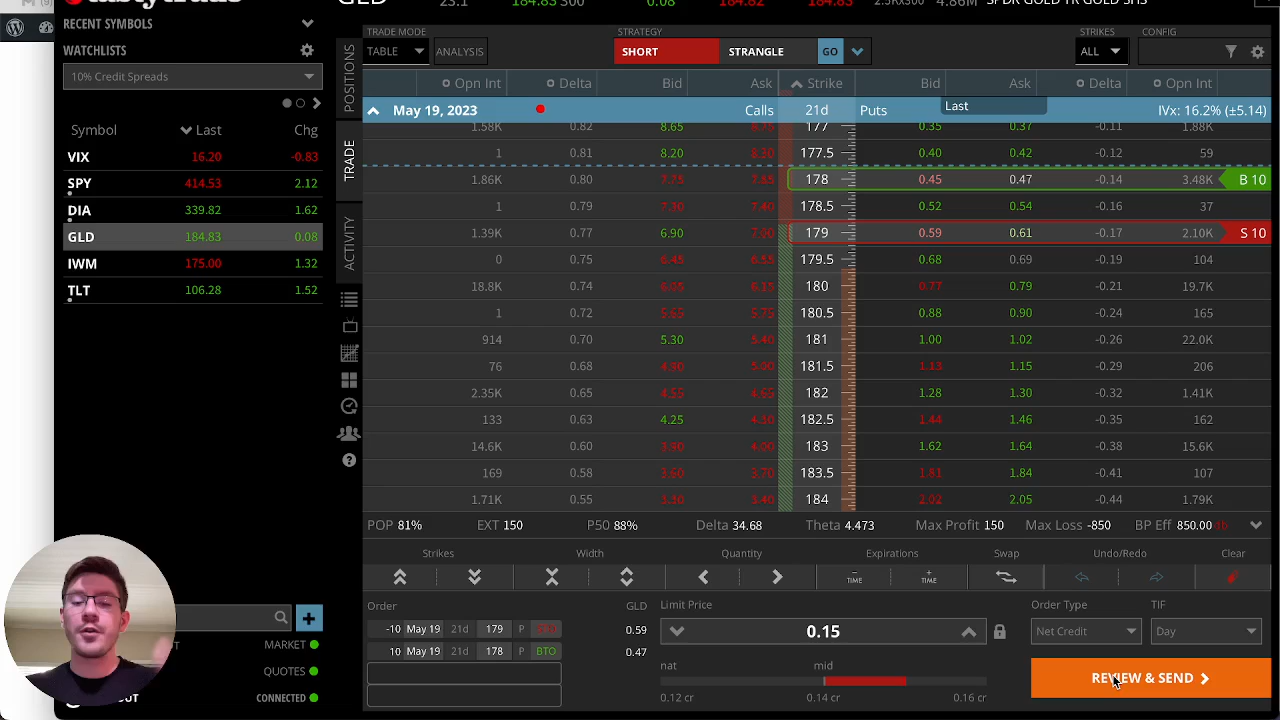 RECENT SYMBOLS
WATCHLISTS
10% Credit Spreads
Symbol Last Chg
VIX 16.20 -0.83
SPY 414.53 2.12
DIA 339.82 1.62
GLD 184.83 0.08
IWM 175.00 1.32
TLT 106.28 1.52
MARKET
QUOTES
CONNECTED
POSITIONS
TRADE
ACTIVITY
TRADE MODE STRATEGY STRIKES CONFIG
TABLE ANALYSIS SHORT STRANGLE GO ALL
Opn Int Delta Bid Ask Strike Bid Ask Delta Opn Int
May 19, 2023 Calls 21d Puts Last IVx: 16.2% (±5.14)
1.58K 0.82 8.65 8.75 177 0.35 0.37 -0.11 1.88K
1 0.81 8.20 8.30 177.5 0.40 0.42 -0.12 59
1.86K 0.80 7.75 7.85 178 0.45 0.47 -0.14 3.48K B 10
1 0.79 7.30 7.40 178.5 0.52 0.54 -0.16 37
1.39K 0.77 6.90 7.00 179 0.59 0.61 -0.17 2.10K S 10
0 0.75 6.45 6.55 179.5 0.68 0.69 -0.19 104
18.8K 0.74 6.05 6.15 180 0.77 0.79 -0.21 19.7K
1 0.72 5.65 5.75 180.5 0.88 0.90 -0.24 165
914 0.70 5.30 5.40 181 1.00 1.02 -0.26 22.0K
76 0.68 4.90 5.00 181.5 1.13 1.15 -0.29 206
2.35K 0.65 4.55 4.65 182 1.28 1.30 -0.32 1.41K
133 0.63 4.25 4.30 182.5 1.44 1.46 -0.35 162
14.6K 0.60 3.90 4.00 183 1.62 1.64 -0.38 15.6K
169 0.58 3.60 3.70 183.5 1.81 1.84 -0.41 107
1.71K 0.55 3.30 3.40 184 2.02 2.05 -0.44 1.79K
POP 81% EXT 150 P50 88% Delta 34.68 Theta 4.473 Max Profit 150 Max Loss -850 BP Eff 850.00 db
Strikes Width Quantity Expirations Swap Undo/Redo Clear
TIME TIME
Order GLD Limit Price Order Type TIF
-10 May 19 21d 179 P STO 0.59 0.15 Net Credit Day
10 May 19 21d 178 P BTO 0.47
nat mid
0.12 cr 0.14 cr 0.16 cr
REVIEW & SEND